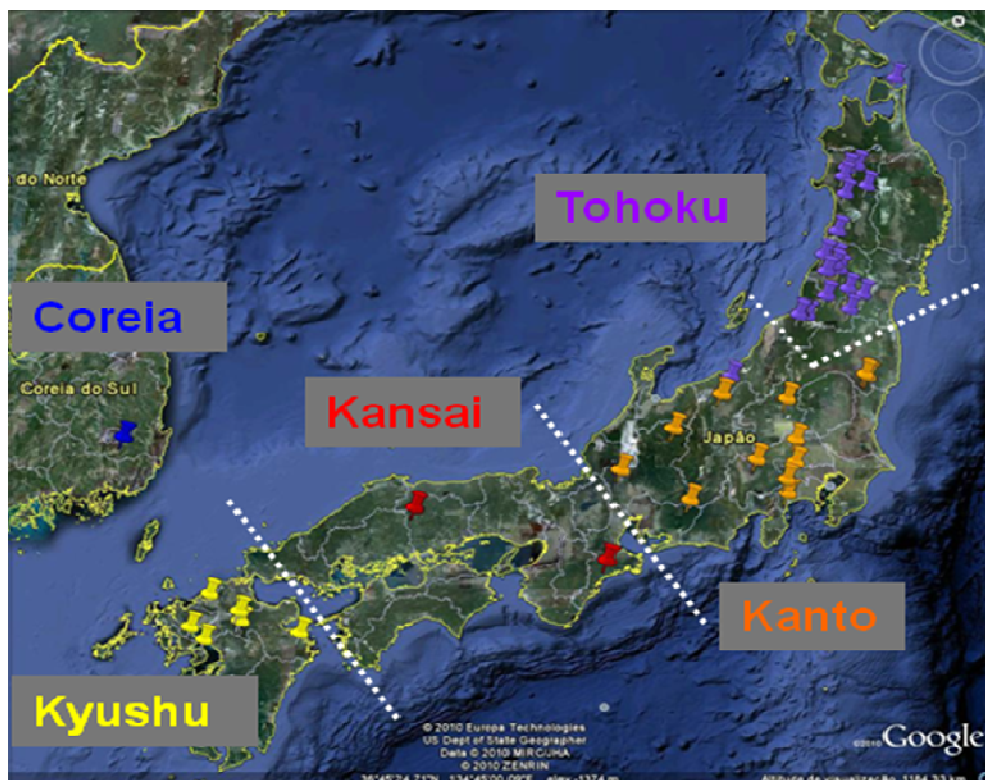 do Norte
Tohoku
Coreia
Coreia do Sul
Kansai
Japão
Kanto
Kyushu
© 2010 Europa Technologies
US Dept of State Geographer
Data © 2010 MIRC/JHA
© 2010 ZENRIN
©2010 Google